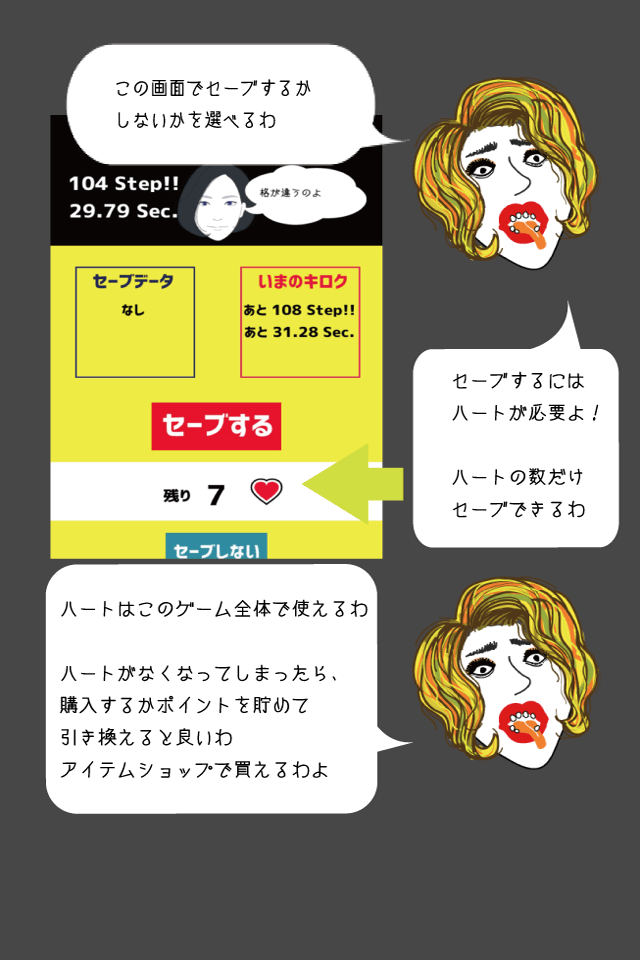 この画面でセーブするか
しないかを選べるわ
104 Step!!
29.79 Sec.
格が違うのよ
セーブデータ
なし
いまのキロク
あと 108 Step!!
あと 31.28 Sec.
セーブする
残り 7
セーブしない
セーブするには
ハートが必要よ！
ハートの数だけ
セーブできるわ
ハートはこのゲーム全体で使えるわ
ハートがなくなってしまったら、
購入するかポイントを貯めて
引き換えると良いわ
アイテムショップで買えるわよ